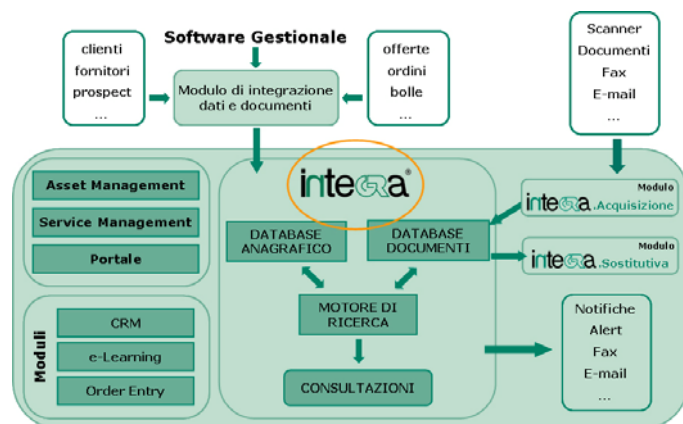 Software Gestionale
clienti
fornitori
prospect
...
Modulo di integrazione
dati e documenti
offerte
ordini
bolle
...
Scanner
Documenti
Fax
E-mail
...
Asset Management
Service Management
Portale
Moduli
CRM
e-Learning
Order Entry
inteGRa®
DATABASE
ANAGRAFICO
DATABASE
DOCUMENTI
MOTORE DI
RICERCA
CONSULTAZIONI
Modulo
inteGRa.Acquisizione
Modulo
inteGRa.Sostitutiva
Notifiche
Alert
Fax
E-mail
...